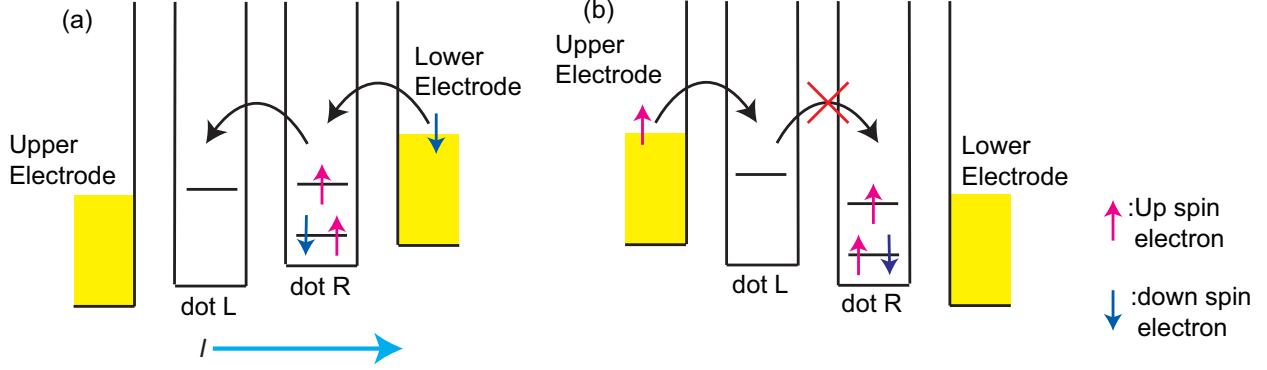 (a)
Lower
Electrode
Upper
Electrode
dot L
dot R
I
(b)
Upper
Electrode
Lower
Electrode
dot L
dot R
:Up spin
electron
:down spin
electron